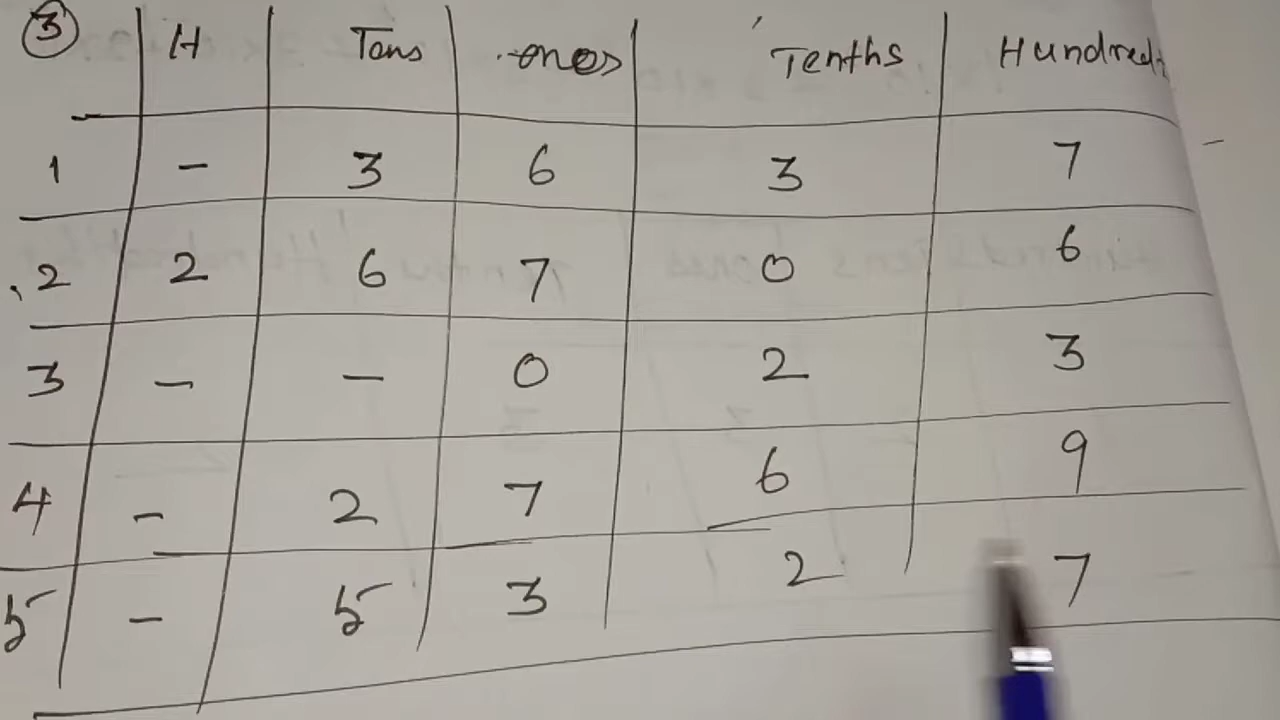 3 H Tans ones Tenths Hundredt
1 - 3 6 3 7
2 2 6 7 0 6
3 - - 0 2 3
4 - 2 7 6 9
5 - 5 3 2 7